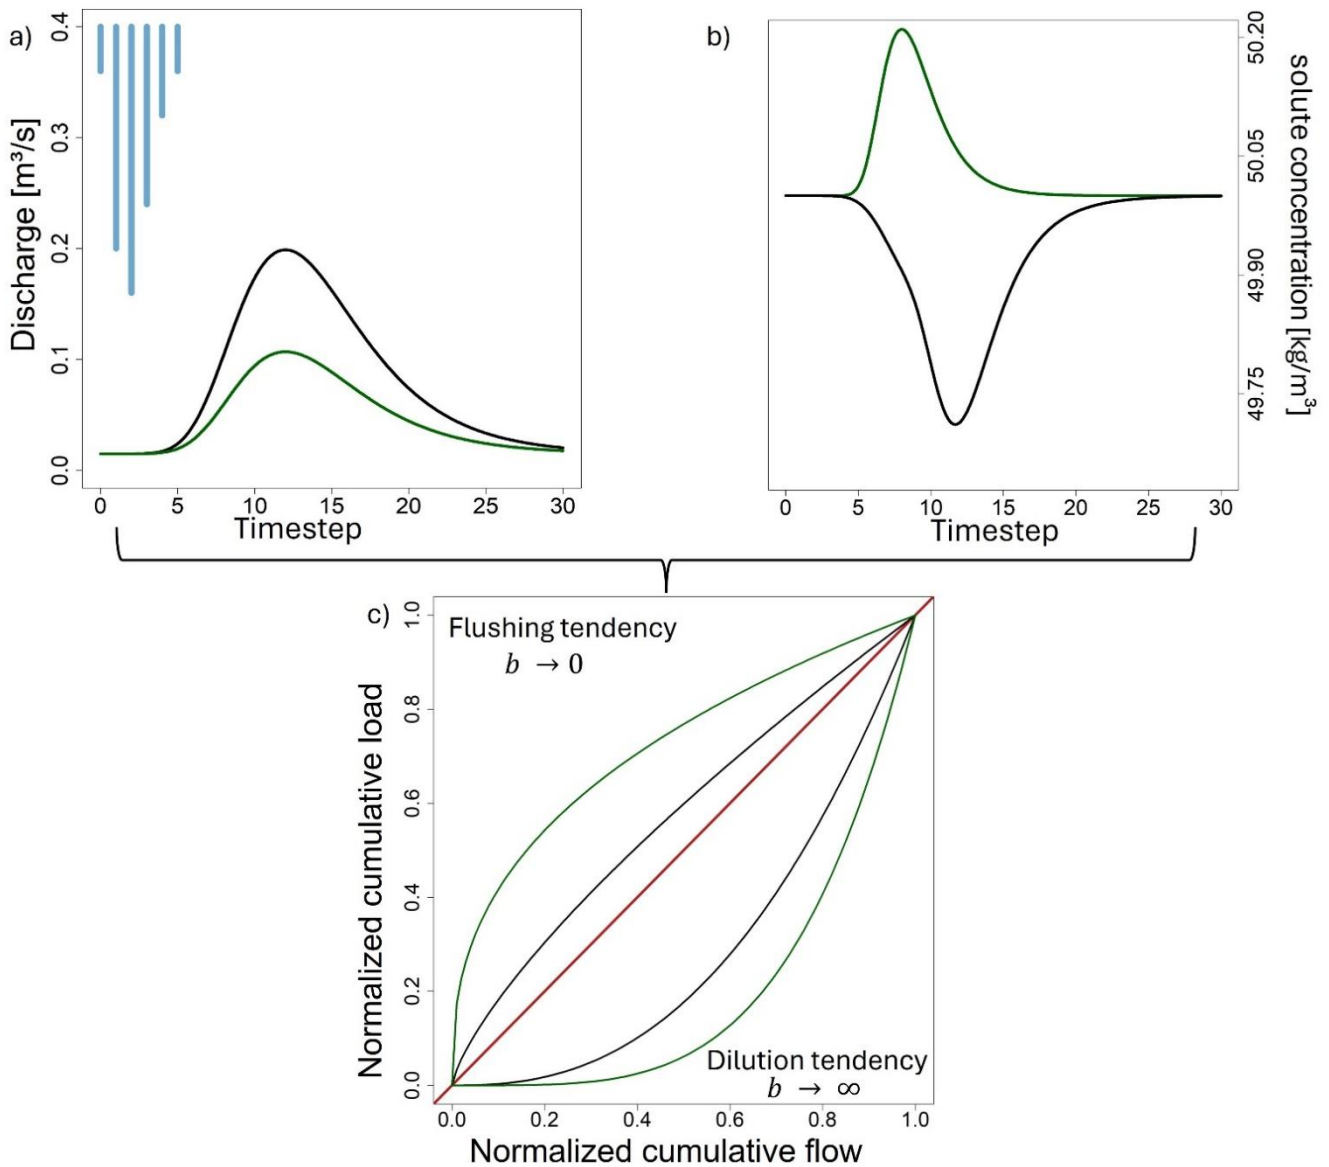 a)
Discharge [m³/s]
0.4
0.3
0.2
0.1
0.0
0 5 10 15 20 25 30
Timestep
b)
solute concentration [kg/m³]
50.20
50.05
49.90
49.75
0 5 10 15 20 25 30
Timestep
c)
Flushing tendency
b → 0
Normalized cumulative load
1.0
0.8
0.6
0.4
0.2
0.0
Dilution tendency
b → ∞
0.0 0.2 0.4 0.6 0.8 1.0
Normalized cumulative flow